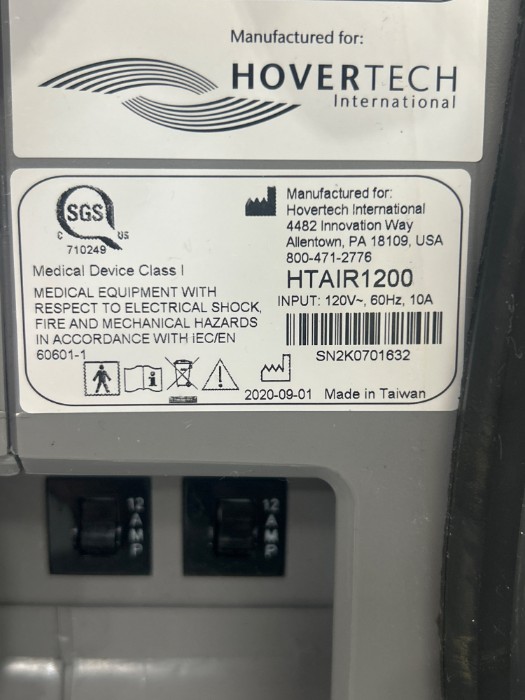 Manufactured for:
HOVERTECH
International
SGS
C US
710249
Medical Device Class I
MEDICAL EQUIPMENT WITH
RESPECT TO ELECTRICAL SHOCK,
FIRE AND MECHANICAL HAZARDS
IN ACCORDANCE WITH IEC/EN
60601-1
Manufactured for:
Hovertech International
4482 Innovation Way
Allentown, PA 18109, USA
800-471-2776
HTAIR1200
INPUT: 120V~, 60Hz, 10A
SN2K0701632
2020-09-01 Made in Taiwan
12
AMP
12
AMP